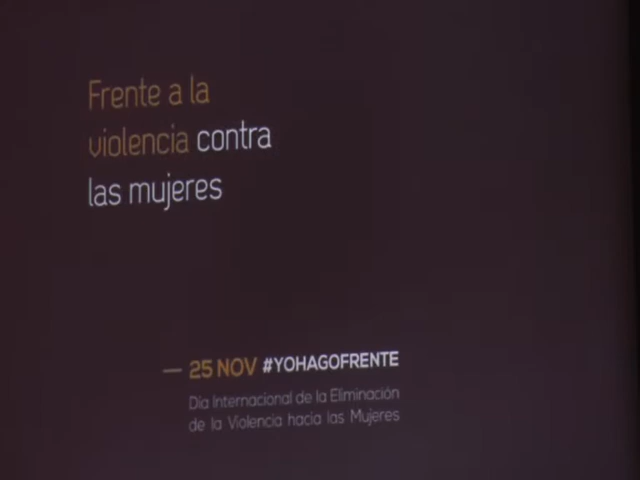 Frente a la
violencia contra
las mujeres
— 25 NOV #YOHAGOFRENTE
Día Internacional de la Eliminación
de la Violencia hacia las Mujeres